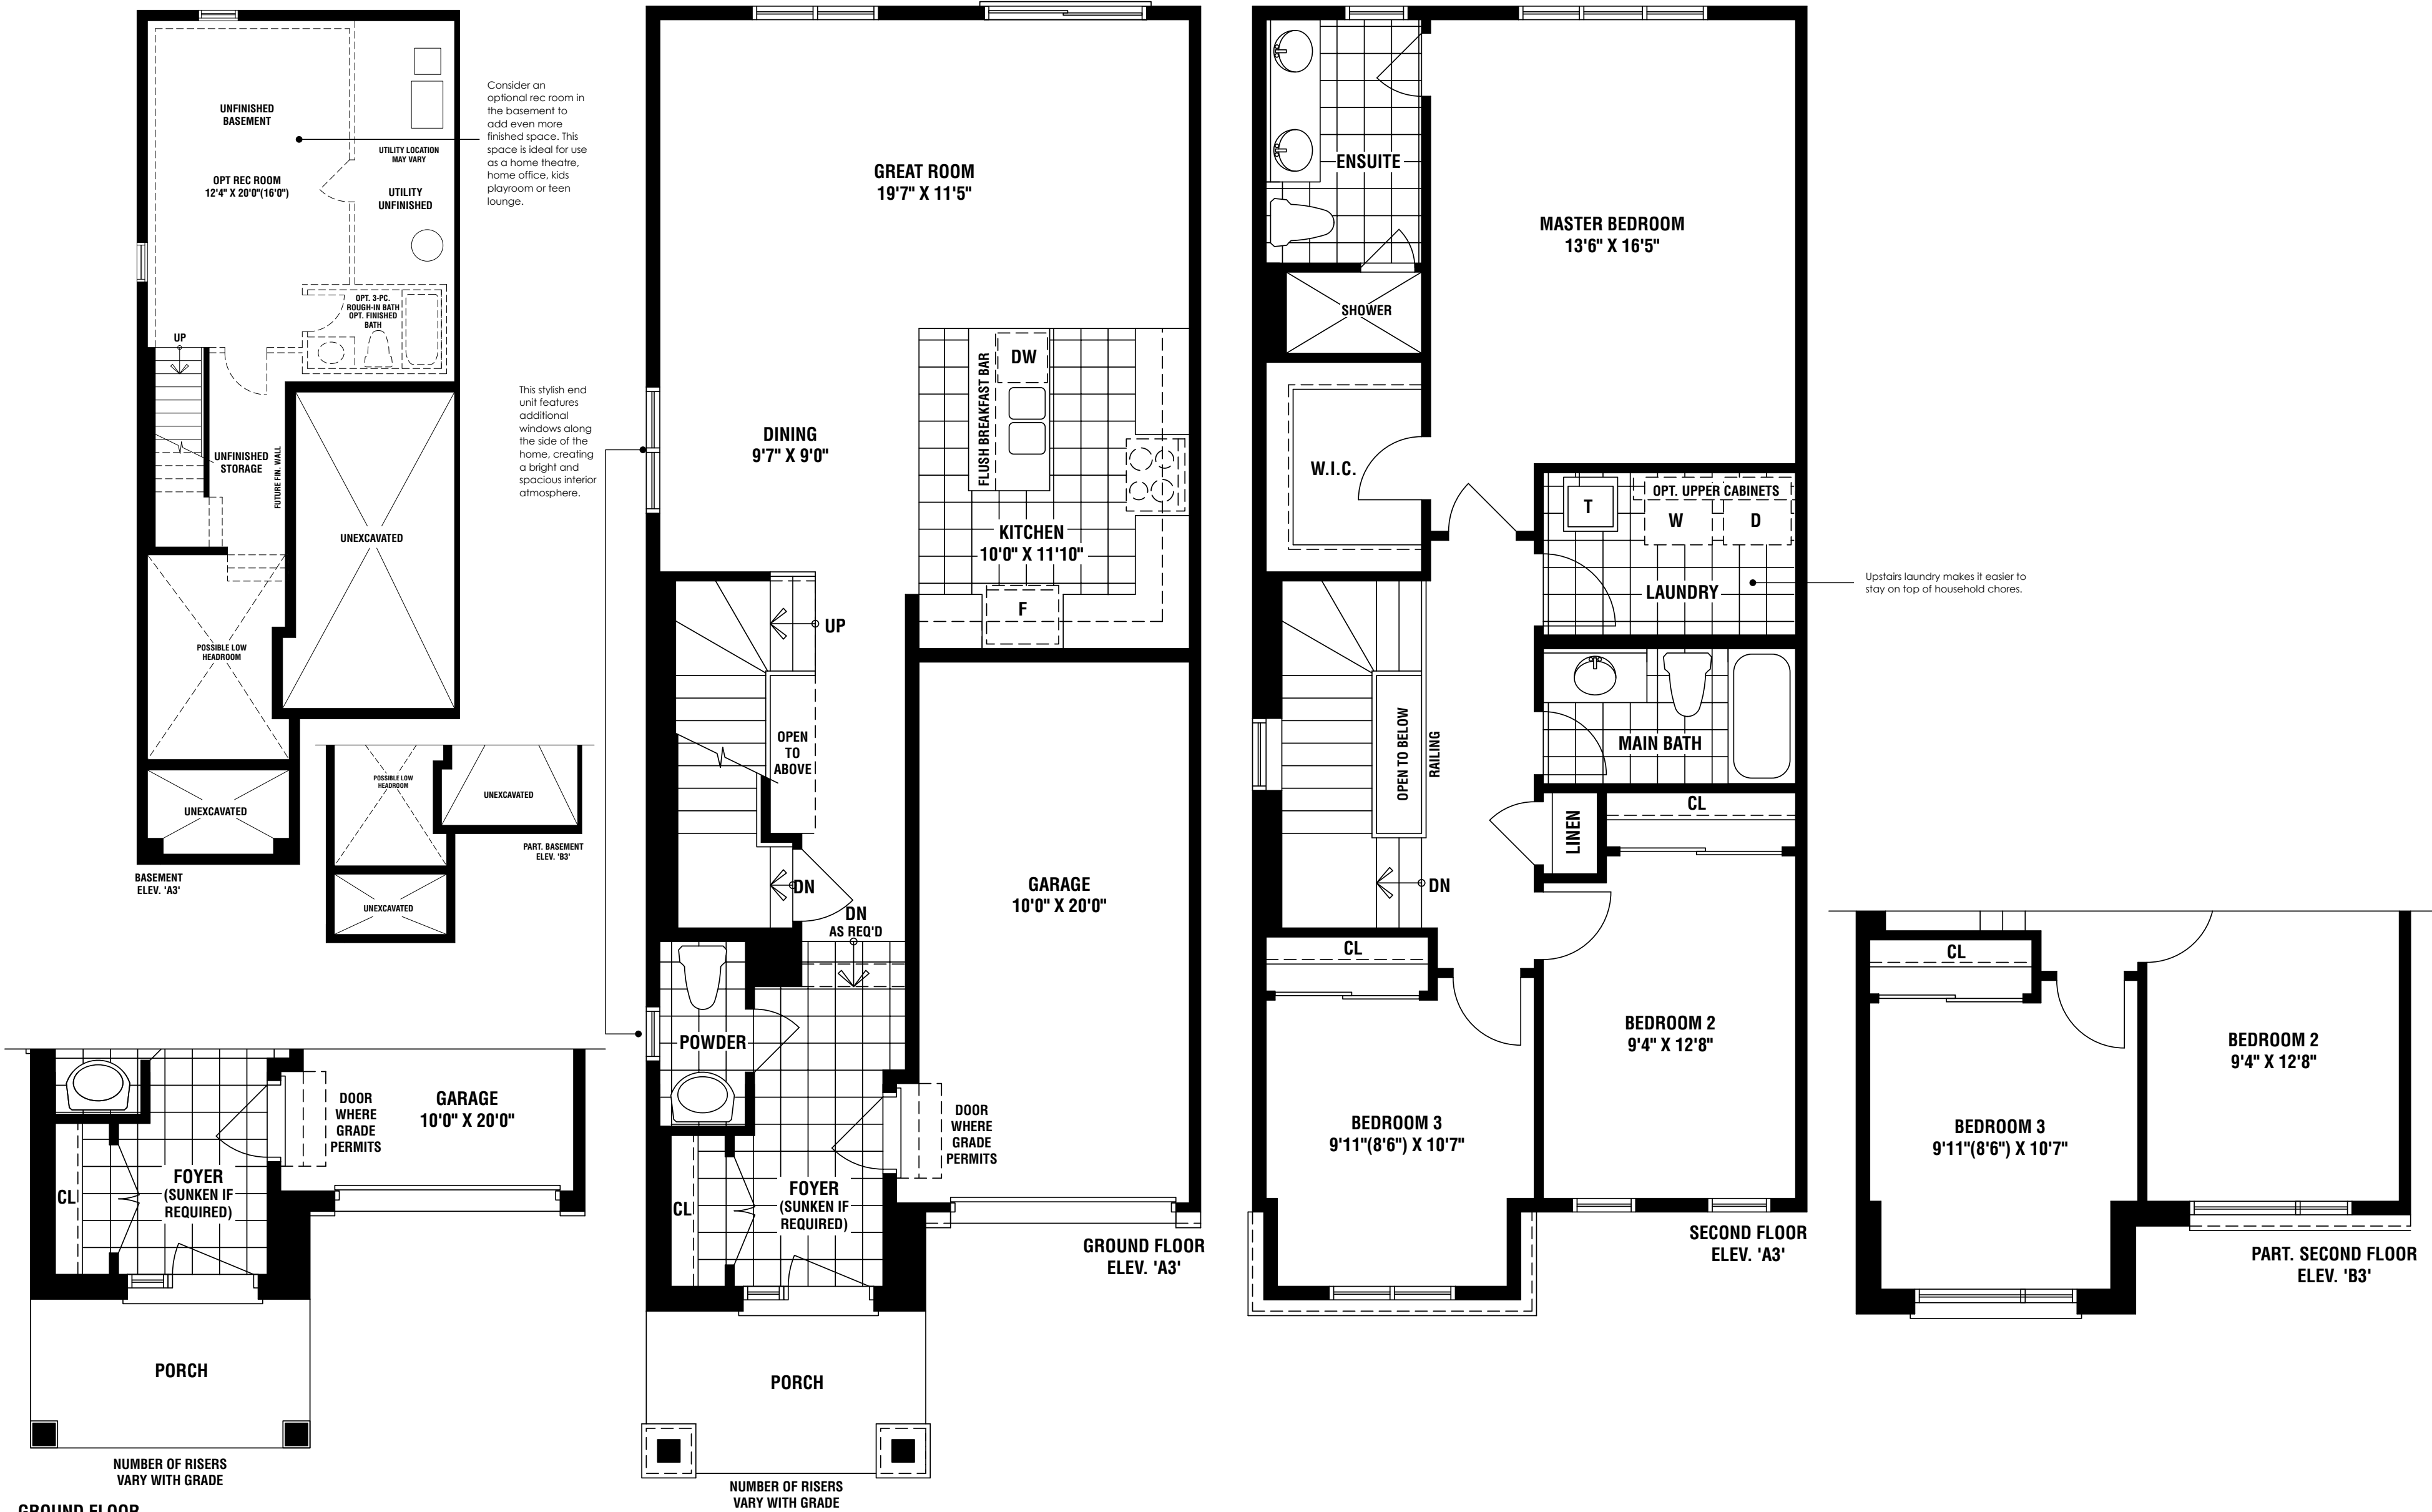 UNFINISHED
BASEMENT
OPT REC ROOM
12'4" X 20'0"(16'0")
UTILITY LOCATION
MAY VARY
UTILITY
UNFINISHED
OPT. 3-PC.
ROUGH-IN BATH
OPT. FINISHED
BATH
UP
UNFINISHED
STORAGE
FUTURE FIN. WALL
UNEXCAVATED
POSSIBLE LOW
HEADROOM
UNEXCAVATED
BASEMENT
ELEV. 'A3'
Consider an
optional rec room in
the basement to
add even more
finished space. This
space is ideal for use
as a home theatre,
home office, kids
playroom or teen
lounge.
POSSIBLE LOW
HEADROOM
UNEXCAVATED
UNEXCAVATED
PART. BASEMENT
ELEV. 'B3'
This stylish end
unit features
additional
windows along
the side of the
home, creating
a bright and
spacious interior
atmosphere.
DOOR
WHERE
GRADE
PERMITS
GARAGE
10'0" X 20'0"
CL
FOYER
(SUNKEN IF
REQUIRED)
PORCH
NUMBER OF RISERS
VARY WITH GRADE
GROUND FLOOR
GREAT ROOM
19'7" X 11'5"
DINING
9'7" X 9'0"
FLUSH BREAKFAST BAR
DW
KITCHEN
10'0" X 11'10"
F
UP
OPEN
TO
ABOVE
DN
DN
AS REQ'D
GARAGE
10'0" X 20'0"
POWDER
DOOR
WHERE
GRADE
PERMITS
CL
FOYER
(SUNKEN IF
REQUIRED)
GROUND FLOOR
ELEV. 'A3'
PORCH
NUMBER OF RISERS
VARY WITH GRADE
ENSUITE
MASTER BEDROOM
13'6" X 16'5"
SHOWER
W.I.C.
T
OPT. UPPER CABINETS
W
D
LAUNDRY
Upstairs laundry makes it easier to
stay on top of household chores.
MAIN BATH
OPEN TO BELOW
RAILING
LINEN
CL
DN
CL
BEDROOM 2
9'4" X 12'8"
BEDROOM 3
9'11"(8'6") X 10'7"
SECOND FLOOR
ELEV. 'A3'
CL
BEDROOM 2
9'4" X 12'8"
BEDROOM 3
9'11"(8'6") X 10'7"
PART. SECOND FLOOR
ELEV. 'B3'